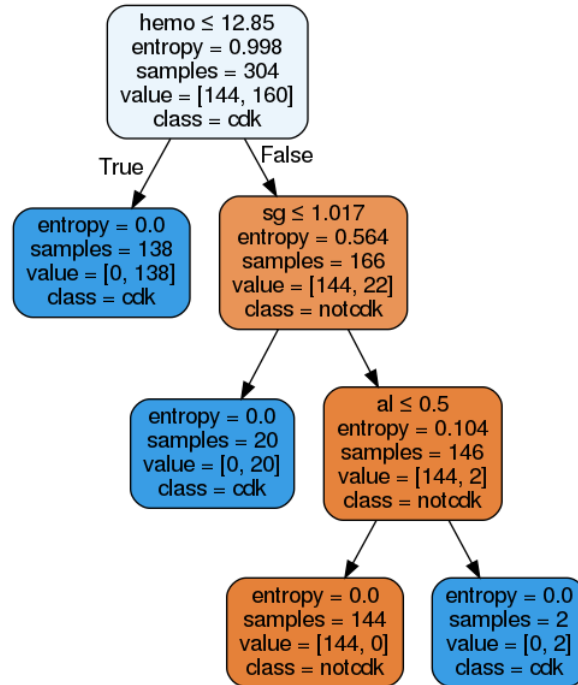 hemo ≤ 12.85
entropy = 0.998
samples = 304
value = [144, 160]
class = cdk
True
False
entropy = 0.0
samples = 138
value = [0, 138]
class = cdk
sg ≤ 1.017
entropy = 0.564
samples = 166
value = [144, 22]
class = notcdk
entropy = 0.0
samples = 20
value = [0, 20]
class = cdk
al ≤ 0.5
entropy = 0.104
samples = 146
value = [144, 2]
class = notcdk
entropy = 0.0
samples = 144
value = [144, 0]
class = notcdk
entropy = 0.0
samples = 2
value = [0, 2]
class = cdk